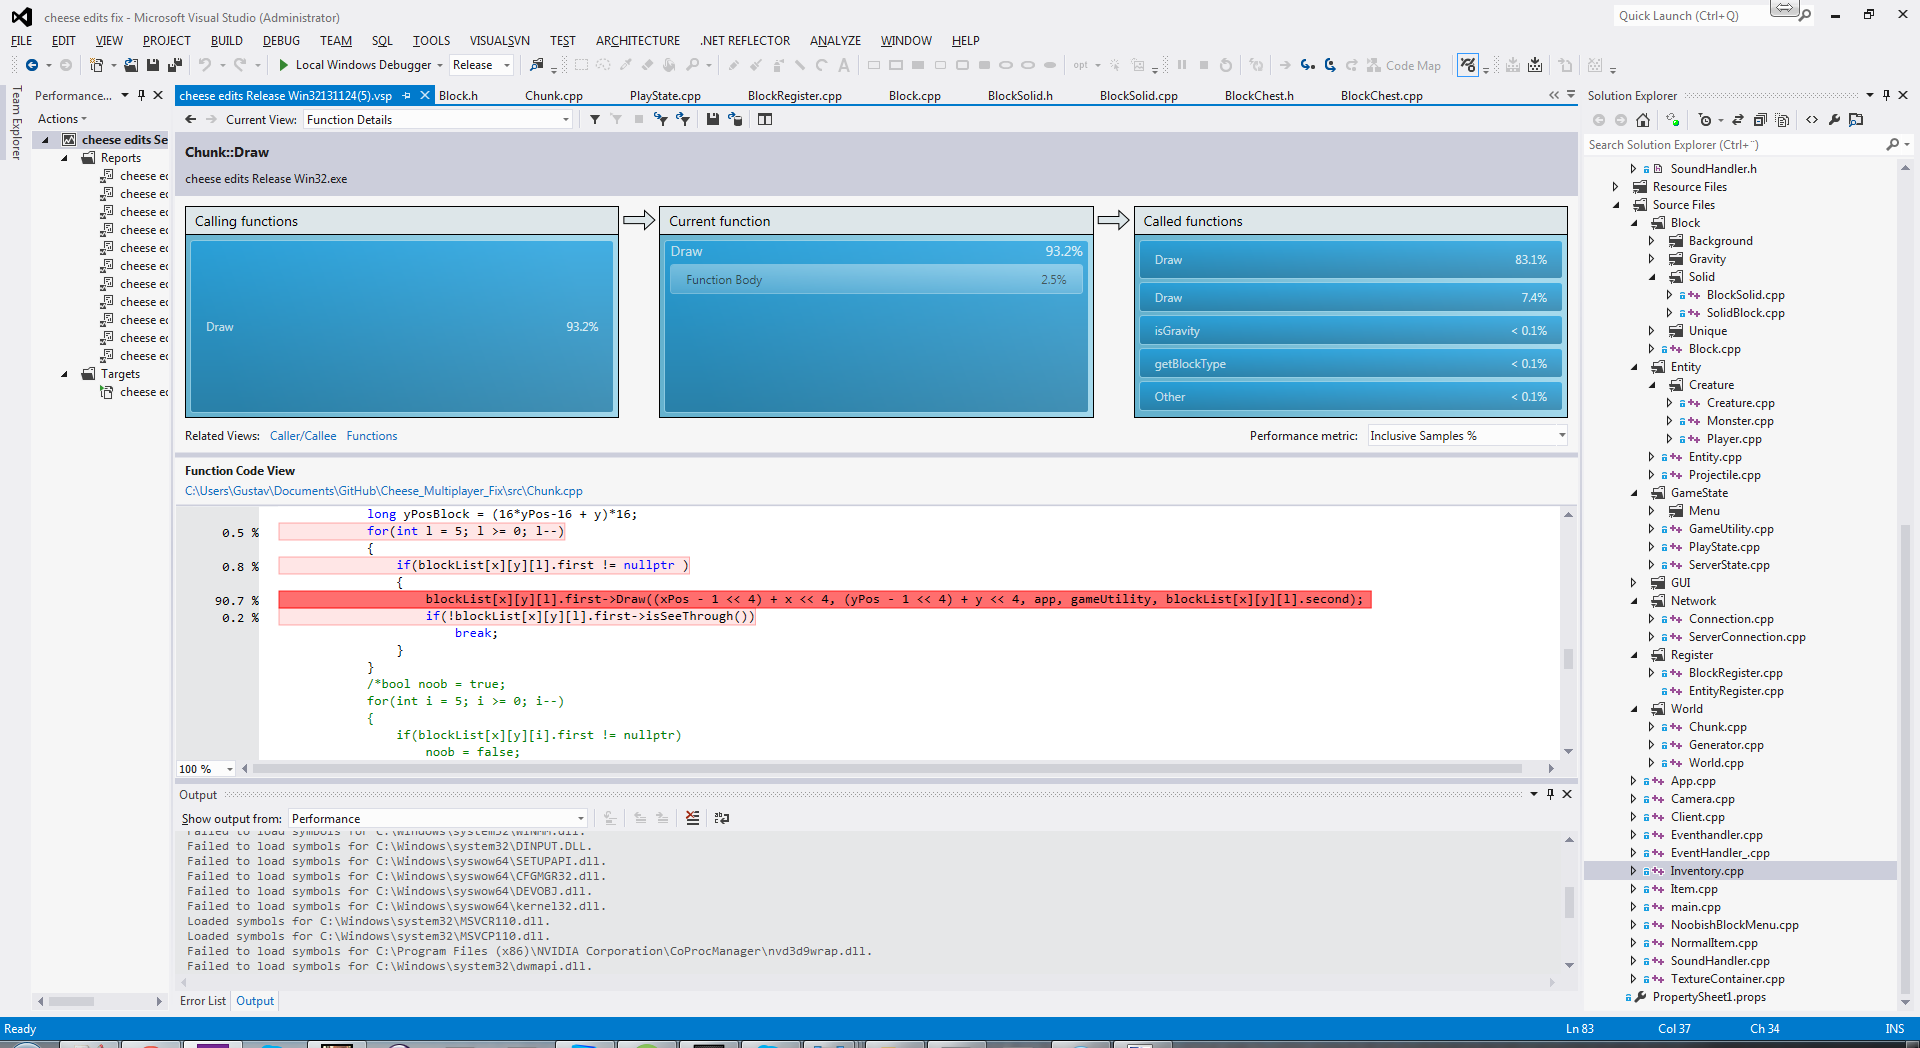 cheese edits fix - Microsoft Visual Studio (Administrator)
Quick Launch (Ctrl+Q)
FILE EDIT VIEW PROJECT BUILD DEBUG TEAM SQL TOOLS VISUALSVN TEST ARCHITECTURE .NET REFLECTOR ANALYZE WINDOW HELP
Local Windows Debugger Release opt Code Map
Team Explorer
Performance...
Actions
cheese edits Se
Reports
cheese ec
cheese ec
cheese ec
cheese ec
cheese ec
cheese ec
cheese ec
cheese ec
cheese ec
cheese ec
cheese ec
Targets
cheese ec
cheese edits Release Win32131124(5).vsp Block.h Chunk.cpp PlayState.cpp BlockRegister.cpp Block.cpp BlockSolid.h BlockSolid.cpp BlockChest.h BlockChest.cpp
Current View: Function Details
Chunk::Draw
cheese edits Release Win32.exe
Calling functions
Draw 93.2%
Current function
Draw 93.2%
Function Body 2.5%
Called functions
Draw 83.1%
Draw 7.4%
isGravity < 0.1%
getBlockType < 0.1%
Other < 0.1%
Related Views: Caller/Callee Functions
Performance metric: Inclusive Samples %
Function Code View
C:\Users\Gustav\Documents\GitHub\Cheese_Multiplayer_Fix\src\Chunk.cpp
long yPosBlock = (16*yPos-16 + y)*16;
0.5 % for(int l = 5; l >= 0; l--)
{
0.8 % if(blockList[x][y][l].first != nullptr )
{
90.7 % blockList[x][y][l].first->Draw((xPos - 1 << 4) + x << 4, (yPos - 1 << 4) + y << 4, app, gameUtility, blockList[x][y][l].second);
0.2 % if(!blockList[x][y][l].first->isSeeThrough())
break;
}
}
/*bool noob = true;
for(int i = 5; i >= 0; i--)
{
if(blockList[x][y][i].first != nullptr)
noob = false;
100 %
Output
Show output from: Performance
Failed to load symbols for C:\Windows\system32\WINMM.dll.
Failed to load symbols for C:\Windows\system32\DINPUT.DLL.
Failed to load symbols for C:\Windows\syswow64\SETUPAPI.dll.
Failed to load symbols for C:\Windows\syswow64\CFGMGR32.dll.
Failed to load symbols for C:\Windows\syswow64\DEVOBJ.dll.
Failed to load symbols for C:\Windows\syswow64\kernel32.dll.
Loaded symbols for C:\Windows\system32\MSVCR110.dll.
Loaded symbols for C:\Windows\system32\MSVCP110.dll.
Failed to load symbols for C:\Program Files (x86)\NVIDIA Corporation\CoProcManager\nvd3d9wrap.dll.
Failed to load symbols for C:\Windows\system32\dwmapi.dll.
Error List Output
Solution Explorer
Search Solution Explorer (Ctrl+¨)
SoundHandler.h
Resource Files
Source Files
Block
Background
Gravity
Solid
BlockSolid.cpp
SolidBlock.cpp
Unique
Block.cpp
Entity
Creature
Creature.cpp
Monster.cpp
Player.cpp
Entity.cpp
Projectile.cpp
GameState
Menu
GameUtility.cpp
PlayState.cpp
ServerState.cpp
GUI
Network
Connection.cpp
ServerConnection.cpp
Register
BlockRegister.cpp
EntityRegister.cpp
World
Chunk.cpp
Generator.cpp
World.cpp
App.cpp
Camera.cpp
Client.cpp
Eventhandler.cpp
EventHandler_.cpp
Inventory.cpp
Item.cpp
main.cpp
NoobishBlockMenu.cpp
NormalItem.cpp
SoundHandler.cpp
TextureContainer.cpp
PropertySheet1.props
Ready Ln 83 Col 37 Ch 34 INS